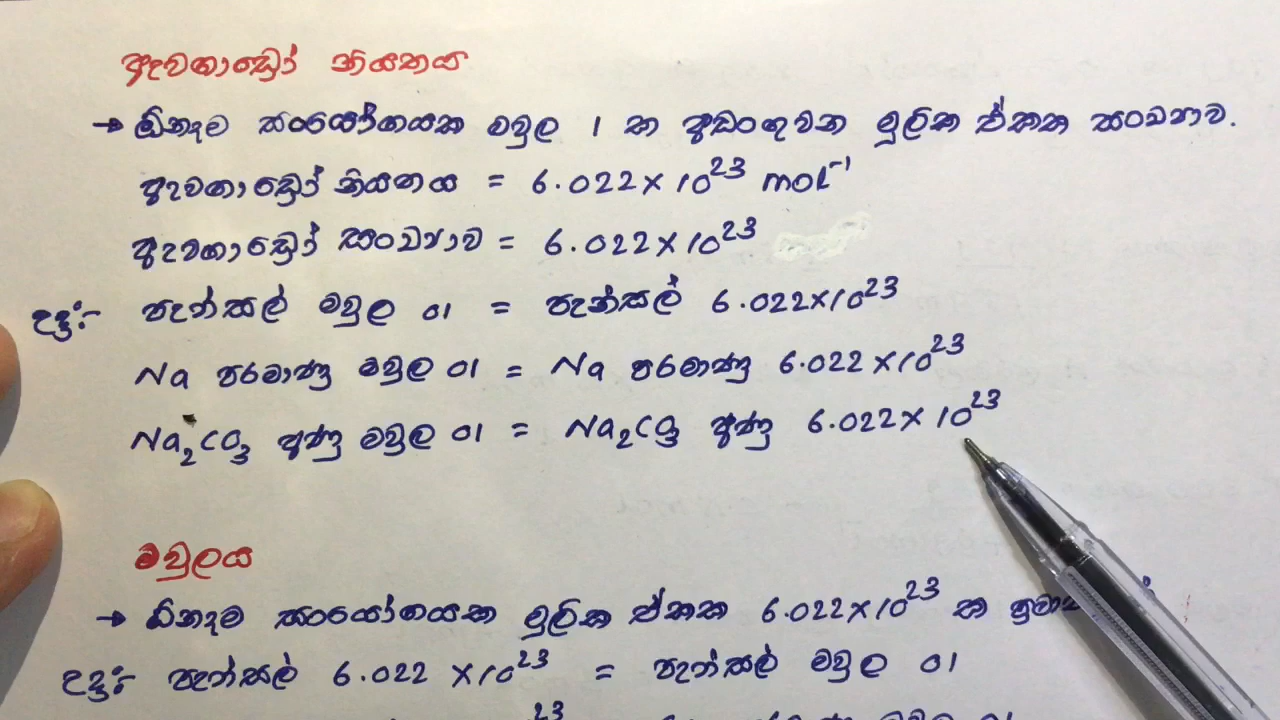 ඇවගාඩ්‍රෝ නියතය
→ ඕනෑම සංයෝගයක මවුල 1 ක අඩංගුවන මූලික ඒකක සංඛ්‍යාව.
ඇවගාඩ්‍රෝ නියතය = 6.022 × 10²³ mol⁻¹
ඇවගාඩ්‍රෝ සංඛ්‍යාව = 6.022 × 10²³
උදා:- පැන්සල් මවුල 01 = පැන්සල් 6.022×10²³
Na පරමාණු මවුල 01 = Na පරමාණු 6.022 × 10²³
Na₂CO₃ අණු මවුල 01 = Na₂CO₃ අණු 6.022 × 10²³
මවුලය
→ ඕනෑම සංයෝගයක මූලික ඒකක 6.022×10²³ ක
උදා:- පැන්සල් 6.022 × 10²³ = පැන්සල් මවුල 01